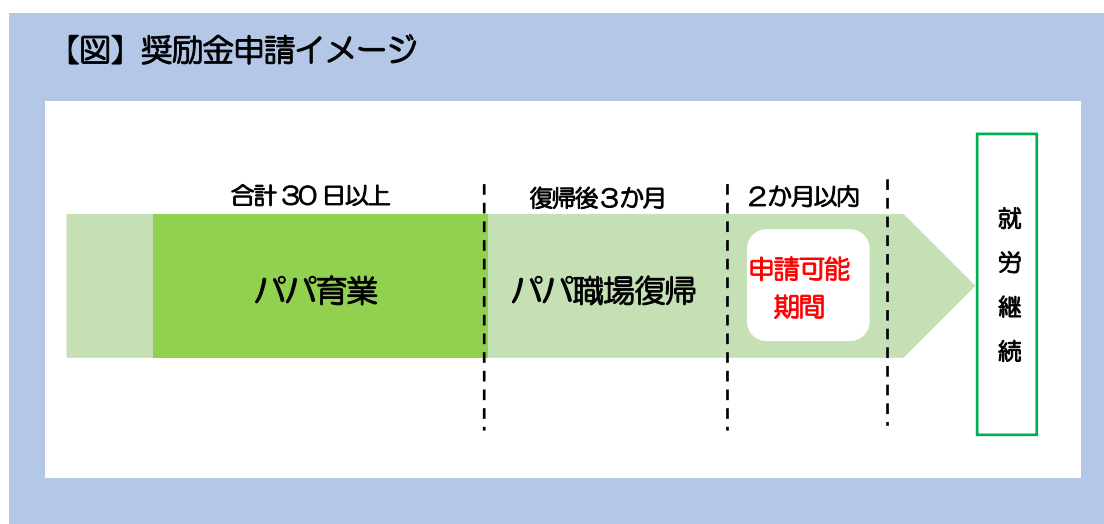 【図】奨励金申請イメージ
合計30日以上
復帰後3か月
2か月以内
パパ育業
パパ職場復帰
申請可能
期間
就
労
継
続